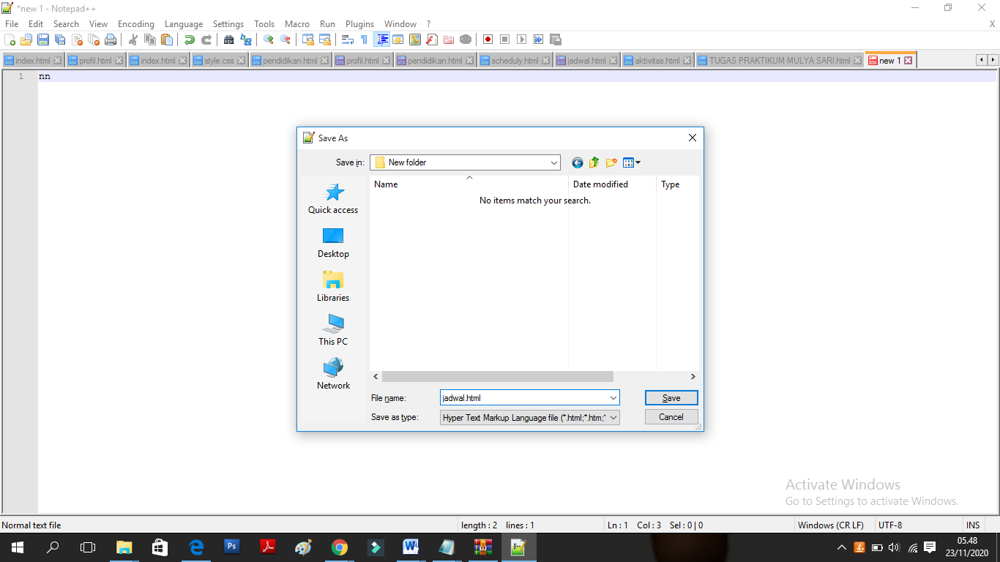 *new 1 - Notepad++
File Edit Search View Encoding Language Settings Tools Macro Run Plugins Window ? X
index.html profil.html index.html style.css pendidikan.html profil.html pendidikan.html scheduly.html jadwal.html aktivitas.html TUGAS PRAKTIKUM MULYA SARI.html new 1
1 nn
Save As
Save in: New folder
Name Date modified Type
No items match your search.
Quick access
Desktop
Libraries
This PC
Network
File name: jadwal.html Save
Save as type: Hyper Text Markup Language file (*.html;*.htm;* Cancel
Activate Windows
Go to Settings to activate Windows.
Normal text file length : 2 lines : 1 Ln : 1 Col : 3 Sel : 0 | 0 Windows (CR LF) UTF-8 INS
05.48
23/11/2020